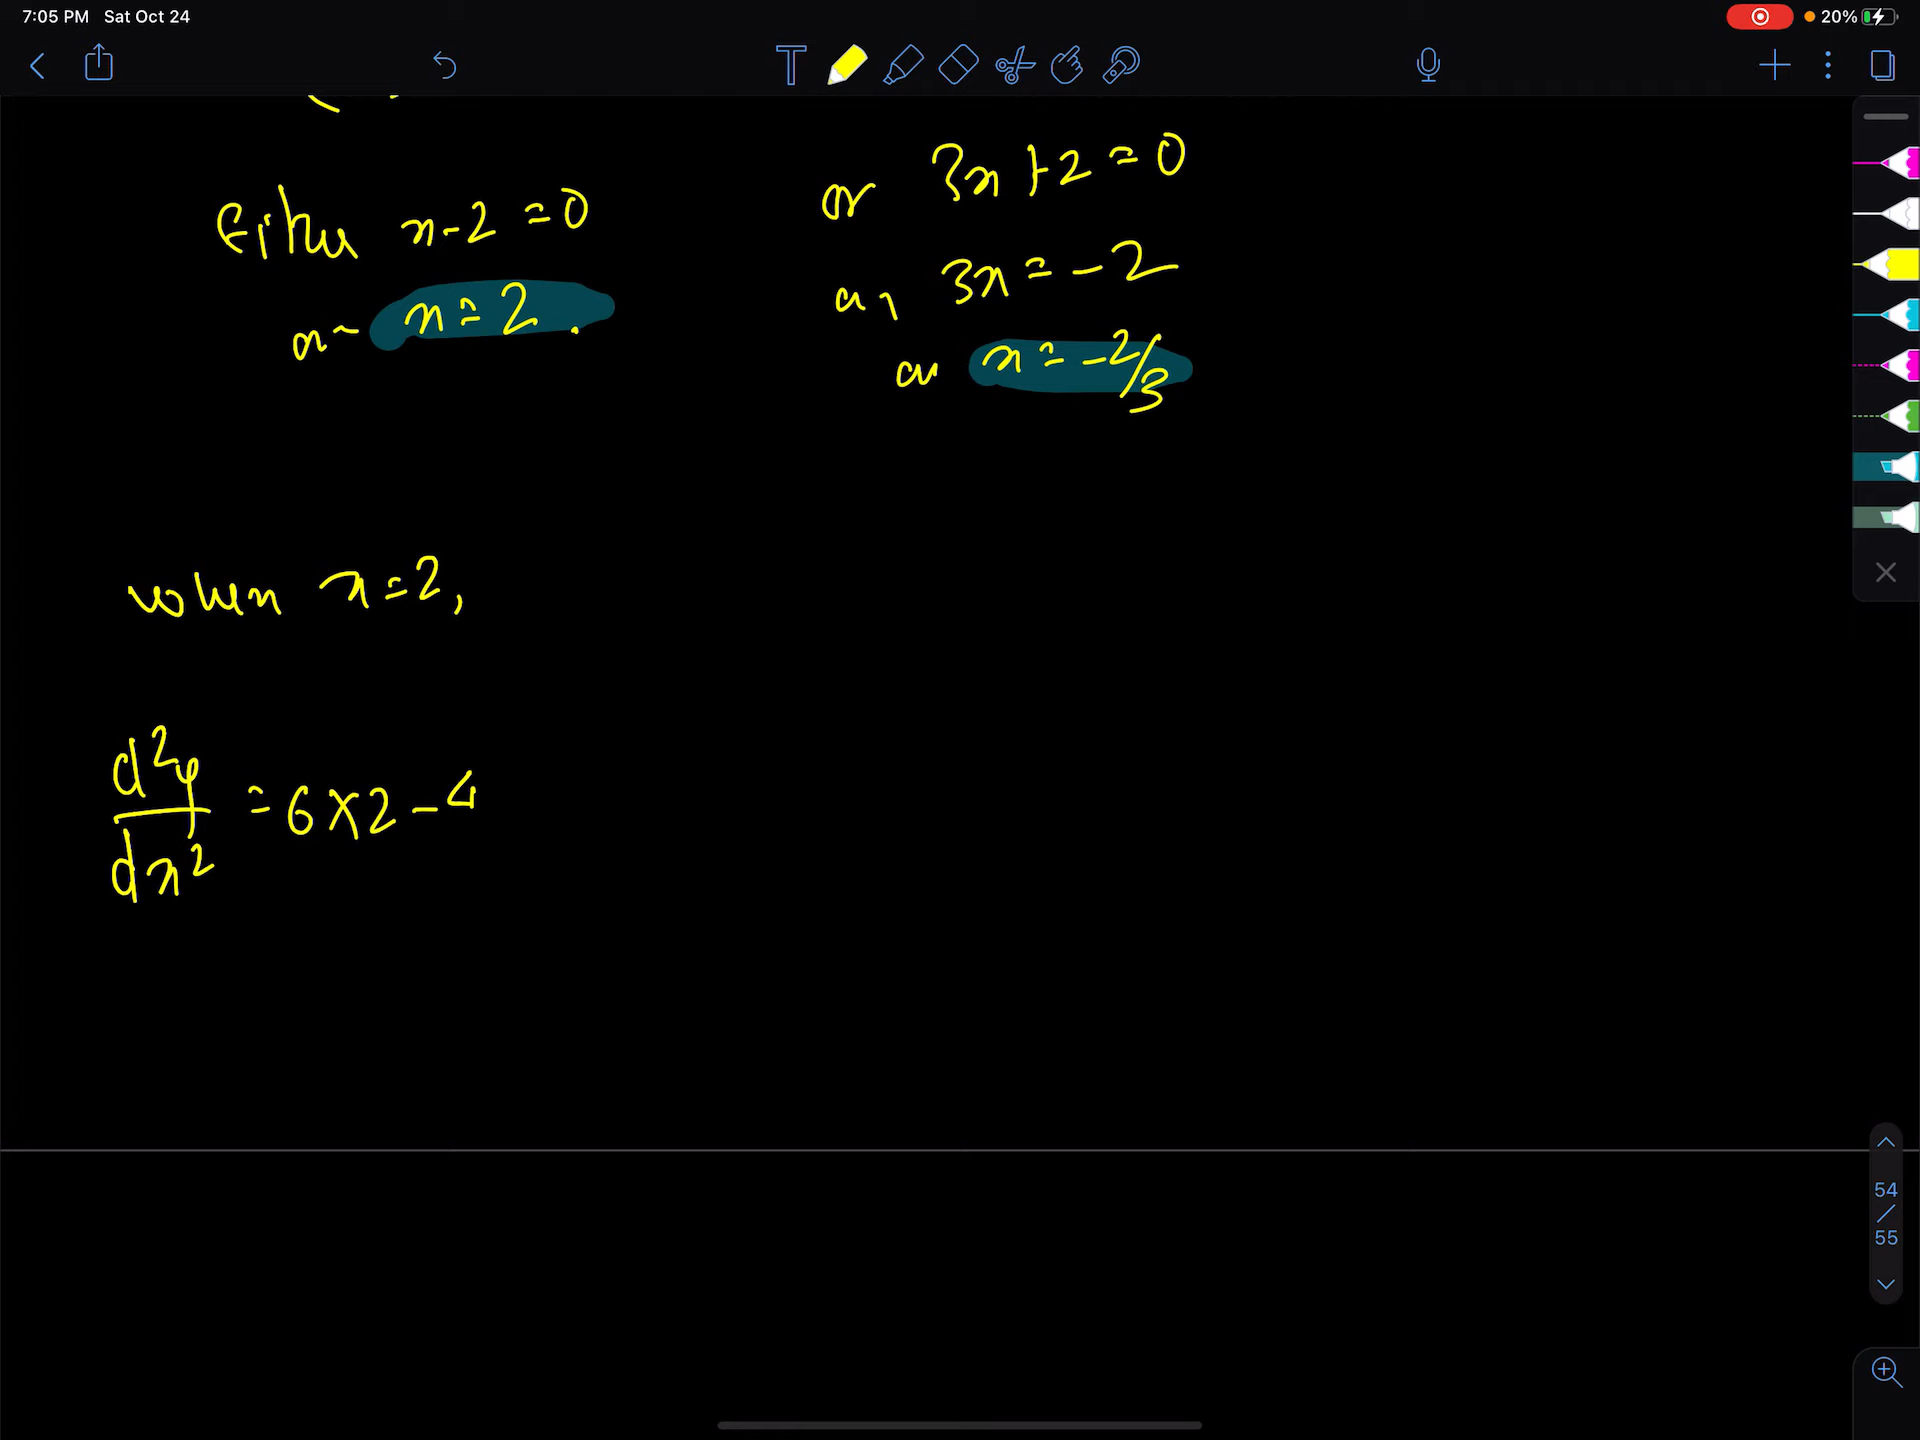 7:05 PM Sat Oct 24
20%
T
Either x-2 = 0
or x = 2.
or 3x+2 = 0
or, 3x = -2
or x = -2/3
when x=2,
d²y/dx² = 6×2-4
54
/
55